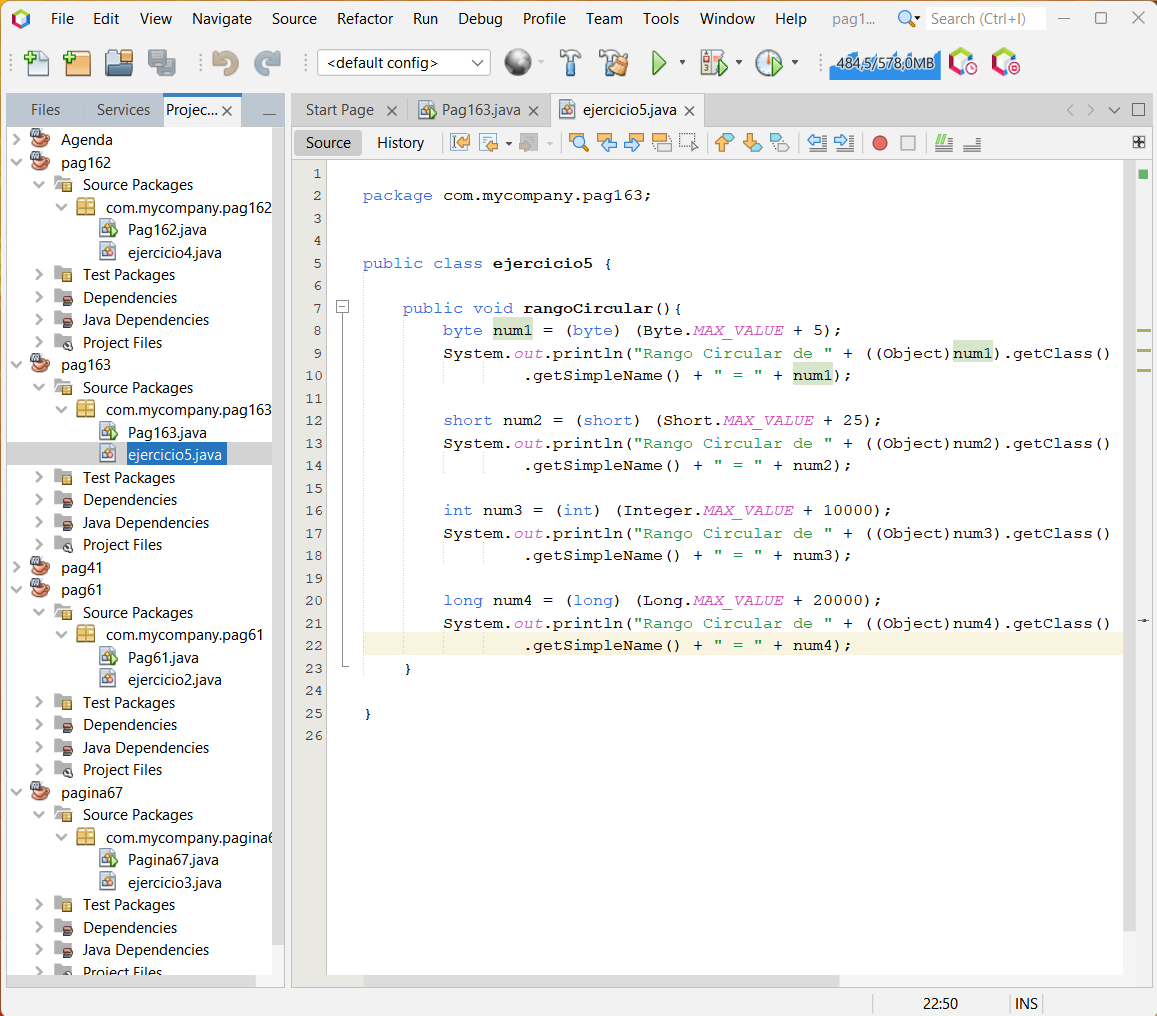 File Edit View Navigate Source Refactor Run Debug Profile Team Tools Window Help pag1... Search (Ctrl+I)
<default config> 484,5/578,0MB
Files Services Projec...
Agenda
pag162
Source Packages
com.mycompany.pag162
Pag162.java
ejercicio4.java
Test Packages
Dependencies
Java Dependencies
Project Files
pag163
Source Packages
com.mycompany.pag163
Pag163.java
ejercicio5.java
Test Packages
Dependencies
Java Dependencies
Project Files
pag41
pag61
Source Packages
com.mycompany.pag61
Pag61.java
ejercicio2.java
Test Packages
Dependencies
Java Dependencies
Project Files
pagina67
Source Packages
com.mycompany.pagina6
Pagina67.java
ejercicio3.java
Test Packages
Dependencies
Java Dependencies
Project Files
Start Page Pag163.java ejercicio5.java
Source History
1
2 package com.mycompany.pag163;
3
4
5 public class ejercicio5 {
6
7 public void rangoCircular(){
8 byte num1 = (byte) (Byte.MAX_VALUE + 5);
9 System.out.println("Rango Circular de " + ((Object)num1).getClass()
10 .getSimpleName() + " = " + num1);
11
12 short num2 = (short) (Short.MAX_VALUE + 25);
13 System.out.println("Rango Circular de " + ((Object)num2).getClass()
14 .getSimpleName() + " = " + num2);
15
16 int num3 = (int) (Integer.MAX_VALUE + 10000);
17 System.out.println("Rango Circular de " + ((Object)num3).getClass()
18 .getSimpleName() + " = " + num3);
19
20 long num4 = (long) (Long.MAX_VALUE + 20000);
21 System.out.println("Rango Circular de " + ((Object)num4).getClass()
22 .getSimpleName() + " = " + num4);
23 }
24
25 }
26
22:50 INS